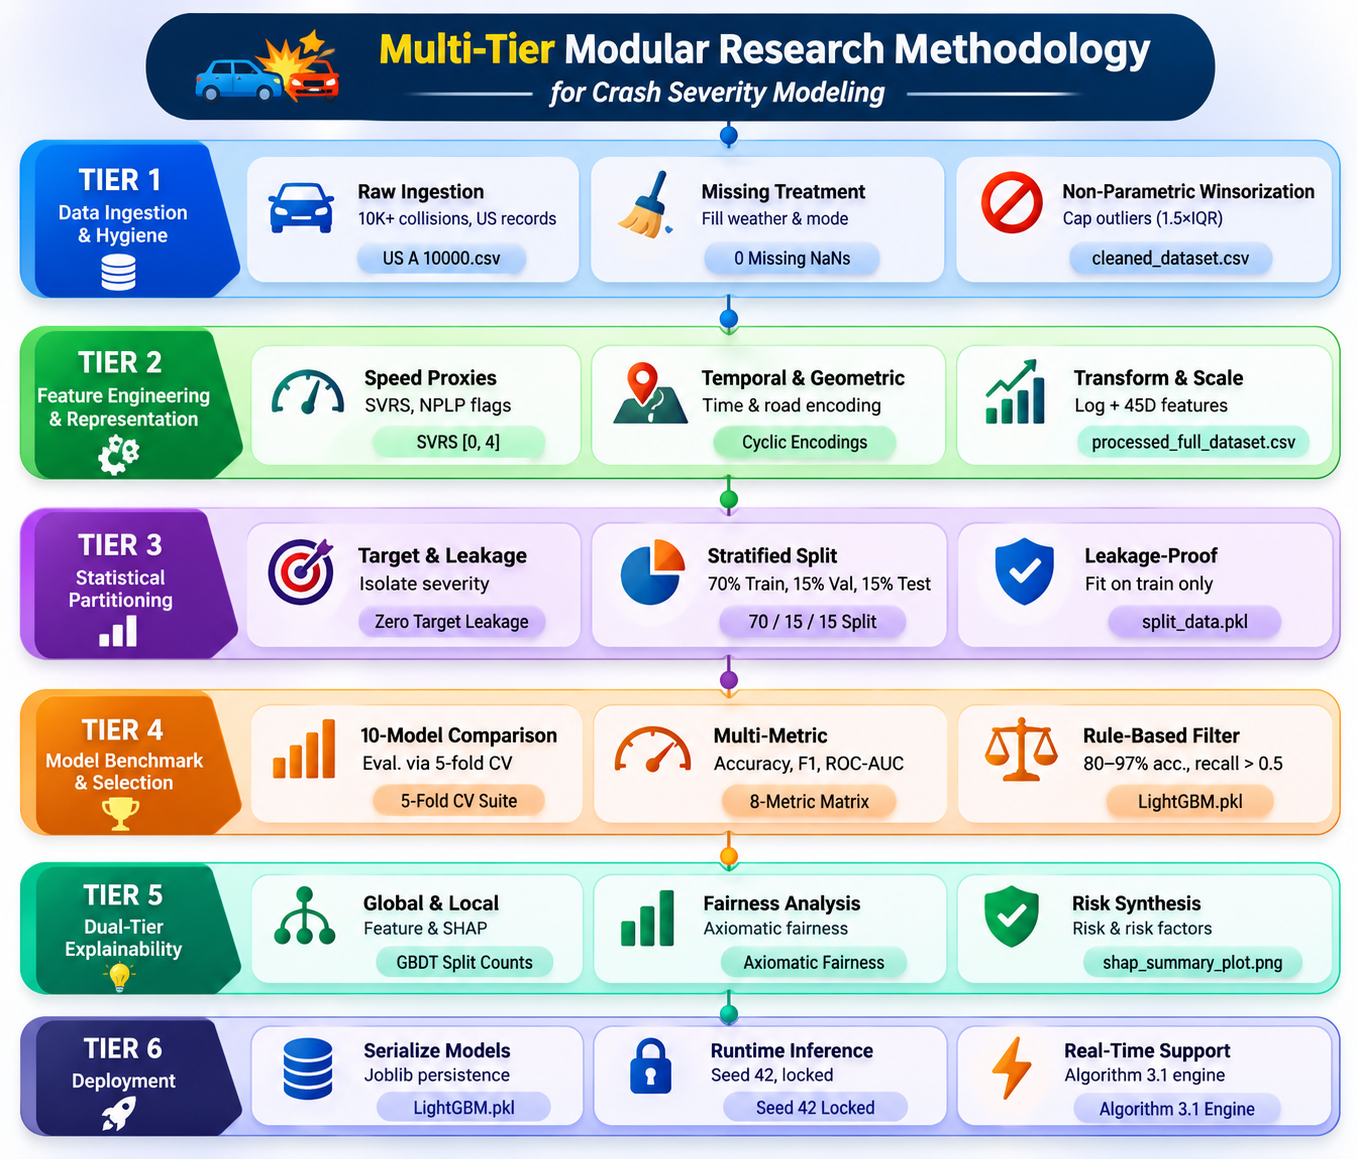 Multi-Tier Modular Research Methodology
for Crash Severity Modeling
TIER 1
Data Ingestion
& Hygiene
Raw Ingestion
10K+ collisions, US records
US A 10000.csv
Missing Treatment
Fill weather & mode
0 Missing NaNs
Non-Parametric Winsorization
Cap outliers (1.5×IQR)
cleaned_dataset.csv
TIER 2
Feature Engineering
& Representation
Speed Proxies
SVRS, NPLP flags
SVRS [0, 4]
Temporal & Geometric
Time & road encoding
Cyclic Encodings
Transform & Scale
Log + 45D features
processed_full_dataset.csv
TIER 3
Statistical
Partitioning
Target & Leakage
Isolate severity
Zero Target Leakage
Stratified Split
70% Train, 15% Val, 15% Test
70 / 15 / 15 Split
Leakage-Proof
Fit on train only
split_data.pkl
TIER 4
Model Benchmark
& Selection
10-Model Comparison
Eval. via 5-fold CV
5-Fold CV Suite
Multi-Metric
Accuracy, F1, ROC-AUC
8-Metric Matrix
Rule-Based Filter
80–97% acc., recall > 0.5
LightGBM.pkl
TIER 5
Dual-Tier
Explainability
Global & Local
Feature & SHAP
GBDT Split Counts
Fairness Analysis
Axiomatic fairness
Axiomatic Fairness
Risk Synthesis
Risk & risk factors
shap_summary_plot.png
TIER 6
Deployment
Serialize Models
Joblib persistence
LightGBM.pkl
Runtime Inference
Seed 42, locked
Seed 42 Locked
Real-Time Support
Algorithm 3.1 engine
Algorithm 3.1 Engine